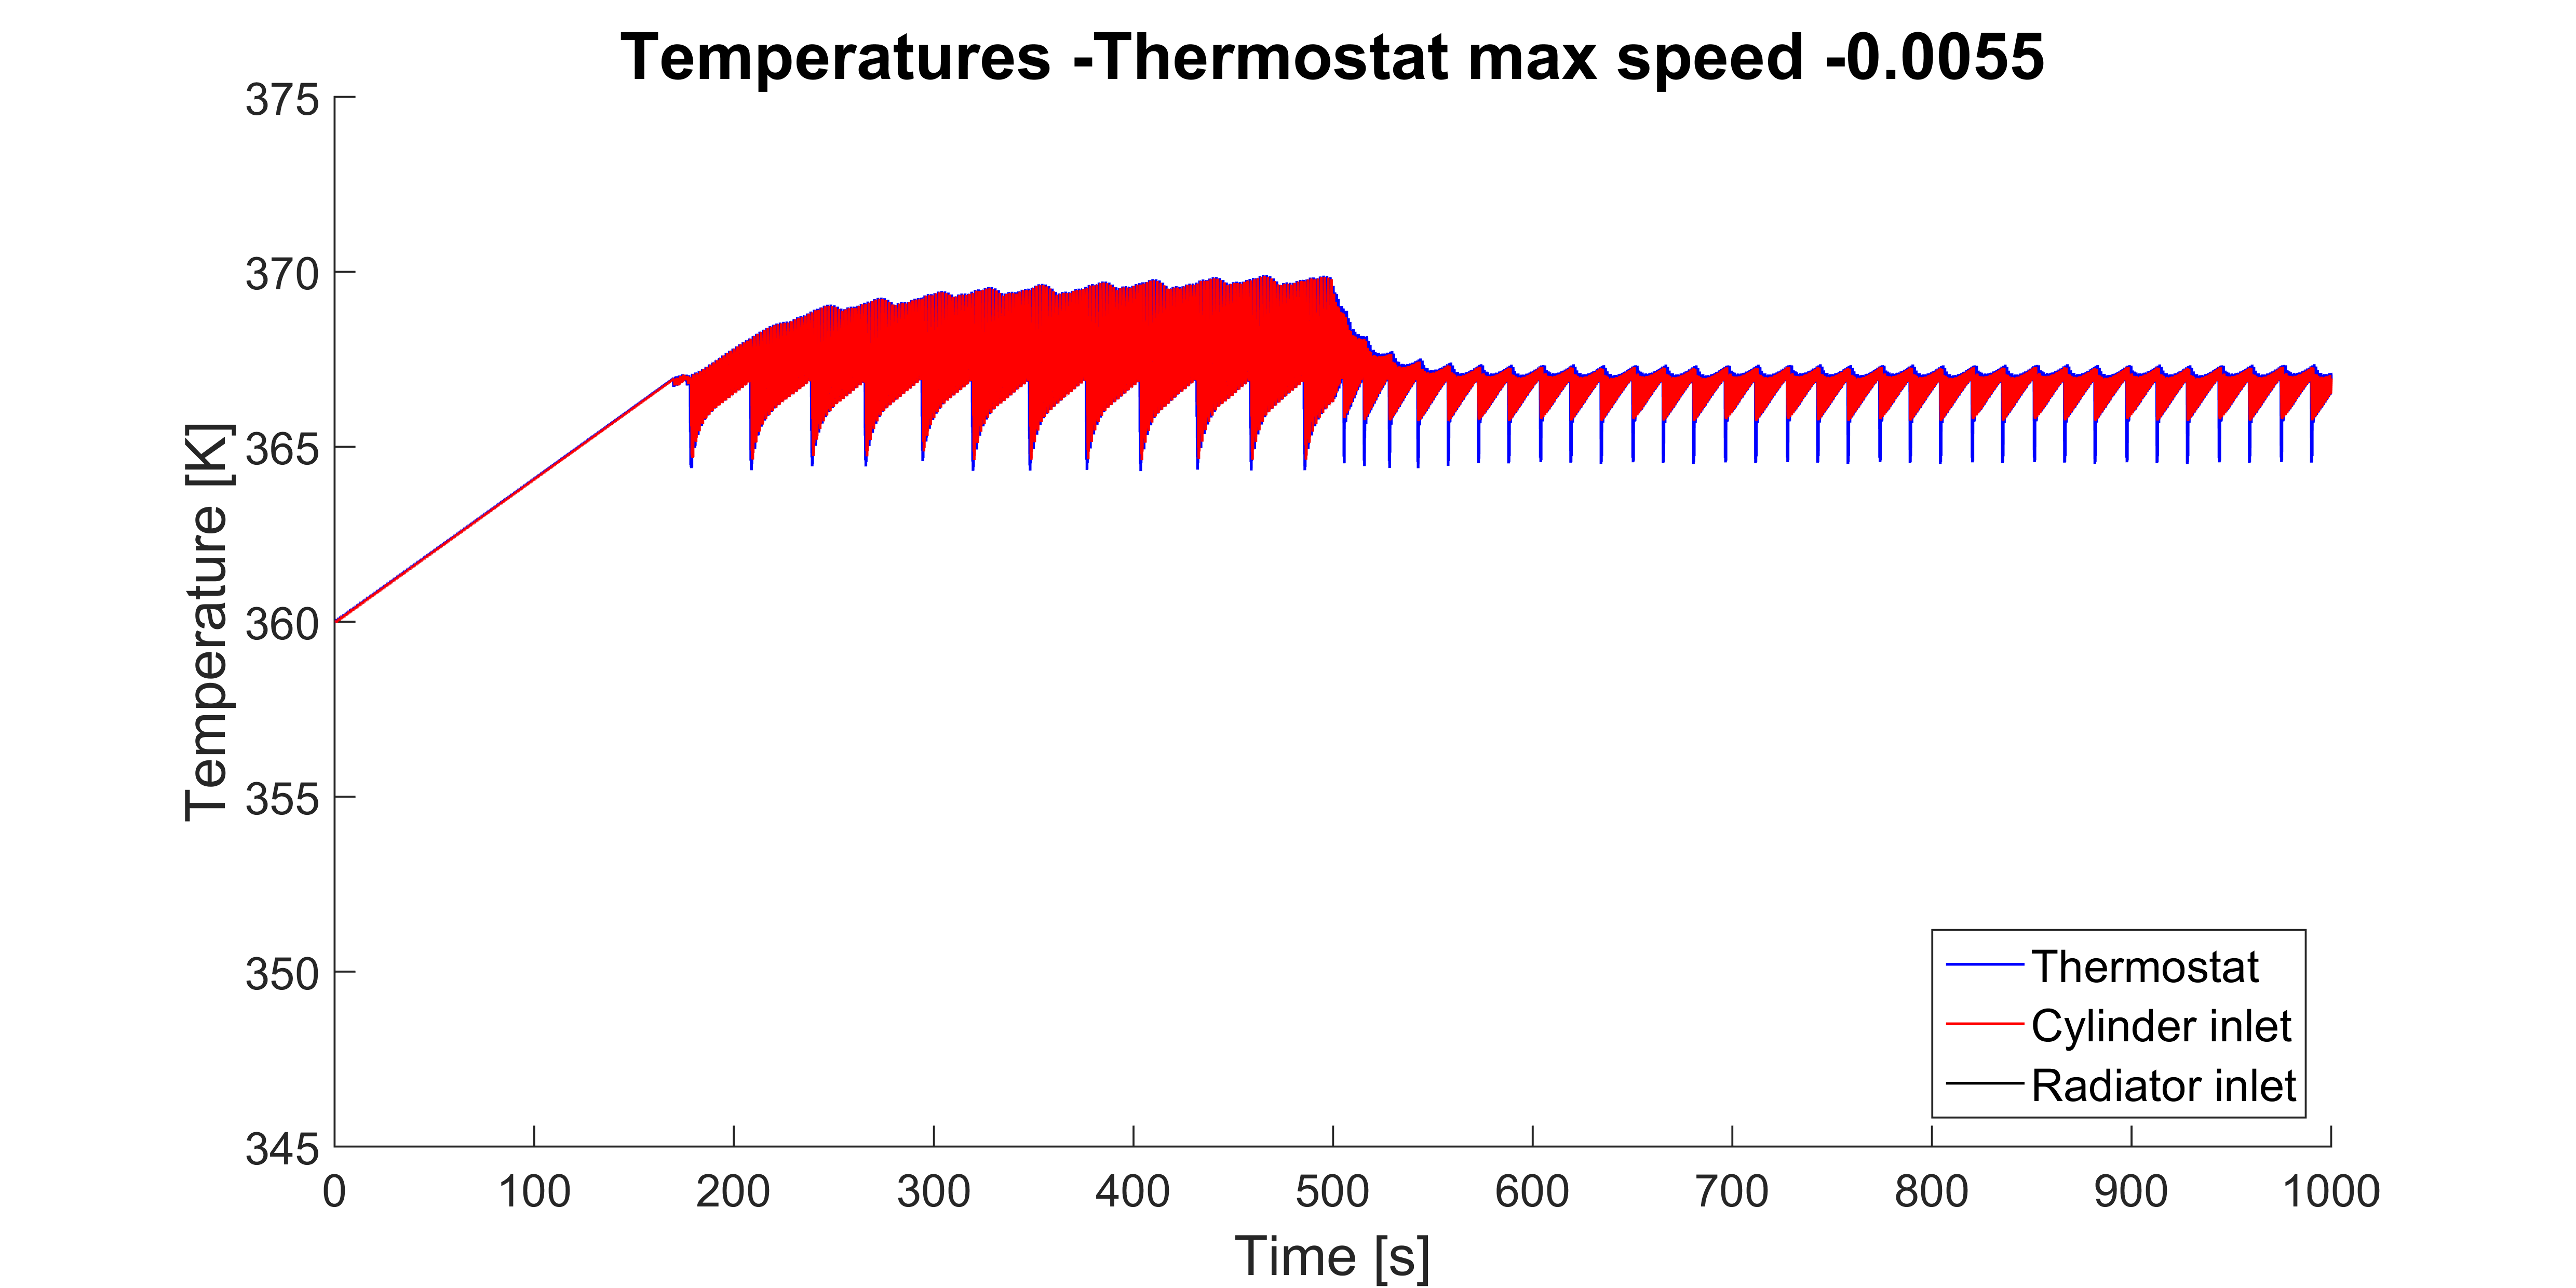 Temperatures -Thermostat max speed -0.0055
375
370
365
360
355
350
345
Temperature [K]
0 100 200 300 400 500 600 700 800 900 1000
Time [s]
Thermostat
Cylinder inlet
Radiator inlet